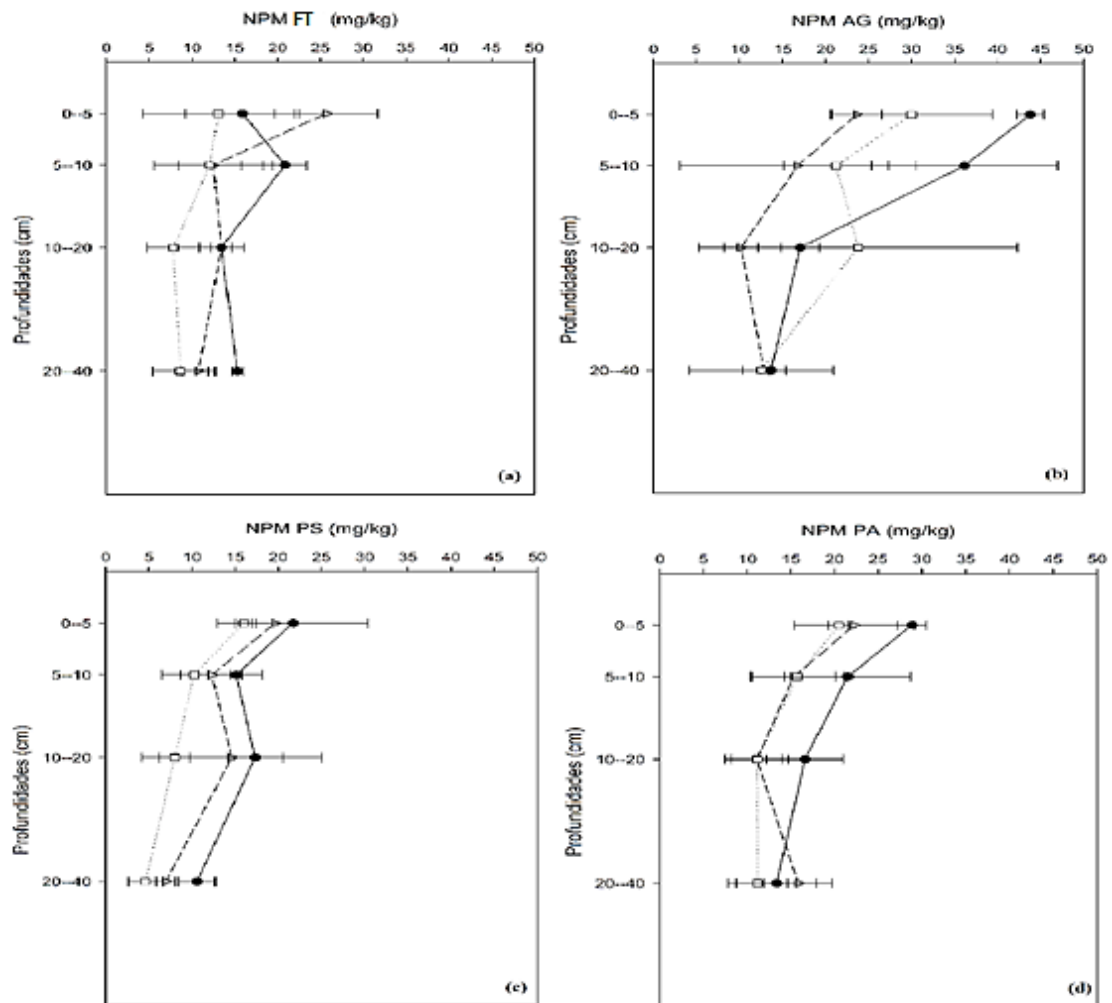 NPM FT (mg/kg)
0 5 10 15 20 25 30 35 40 45 50
Profundidades (cm)
0--5
5--10
10--20
20--40
(a)
NPM AG (mg/kg)
0 5 10 15 20 25 30 35 40 45 50
Profundidades (cm)
0--5
5--10
10--20
20--40
(b)
NPM PS (mg/kg)
0 5 10 15 20 25 30 35 40 45 50
Profundidades (cm)
0--5
5--10
10--20
20--40
(c)
NPM PA (mg/kg)
0 5 10 15 20 25 30 35 40 45 50
Profundidades (cm)
0--5
5--10
10--20
20--40
(d)